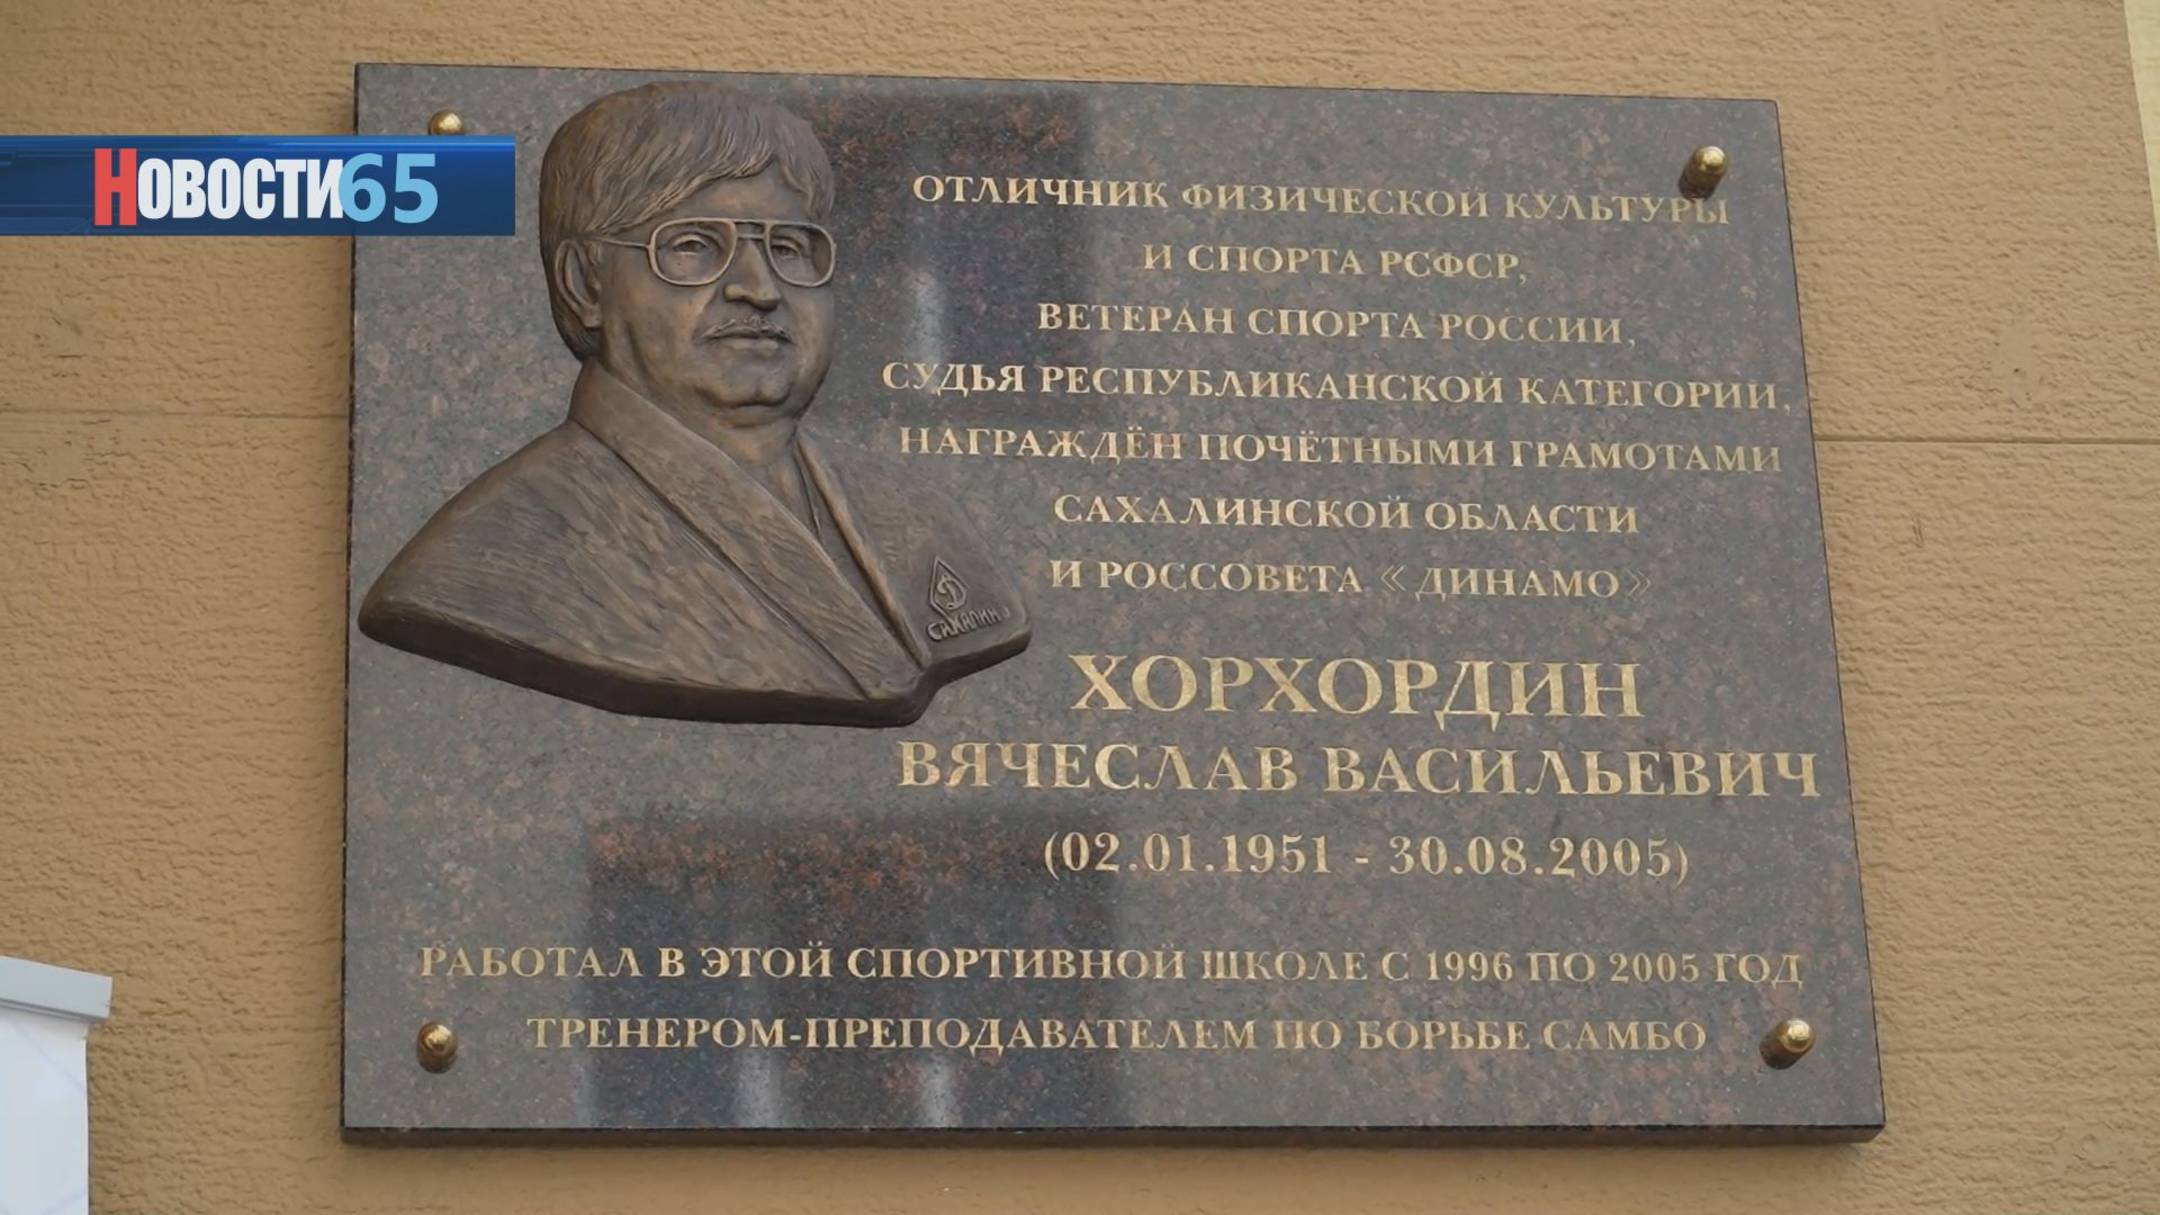 НОВОСТИ65
ОТЛИЧНИК ФИЗИЧЕСКОЙ КУЛЬТУРЫ
И СПОРТА РСФСР,
ВЕТЕРАН СПОРТА РОССИИ,
СУДЬЯ РЕСПУБЛИКАНСКОЙ КАТЕГОРИИ,
НАГРАЖДЁН ПОЧЁТНЫМИ ГРАМОТАМИ
САХАЛИНСКОЙ ОБЛАСТИ
И РОССОВЕТА «ДИНАМО»
Д
САХАЛИН
ХОРХОРДИН
ВЯЧЕСЛАВ ВАСИЛЬЕВИЧ
(02.01.1951 - 30.08.2005)
РАБОТАЛ В ЭТОЙ СПОРТИВНОЙ ШКОЛЕ С 1996 ПО 2005 ГОД
ТРЕНЕРОМ-ПРЕПОДАВАТЕЛЕМ ПО БОРЬБЕ САМБО